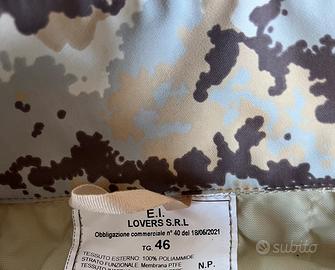 E.I.
LOVERS S.R.L
Obbligazione commerciale n° 40 del 18/06/2021
TG. 46
TESSUTO ESTERNO: 100% POLIAMMIDE
STRATO FUNZIONALE Membrana PTFE
N.P.
subito